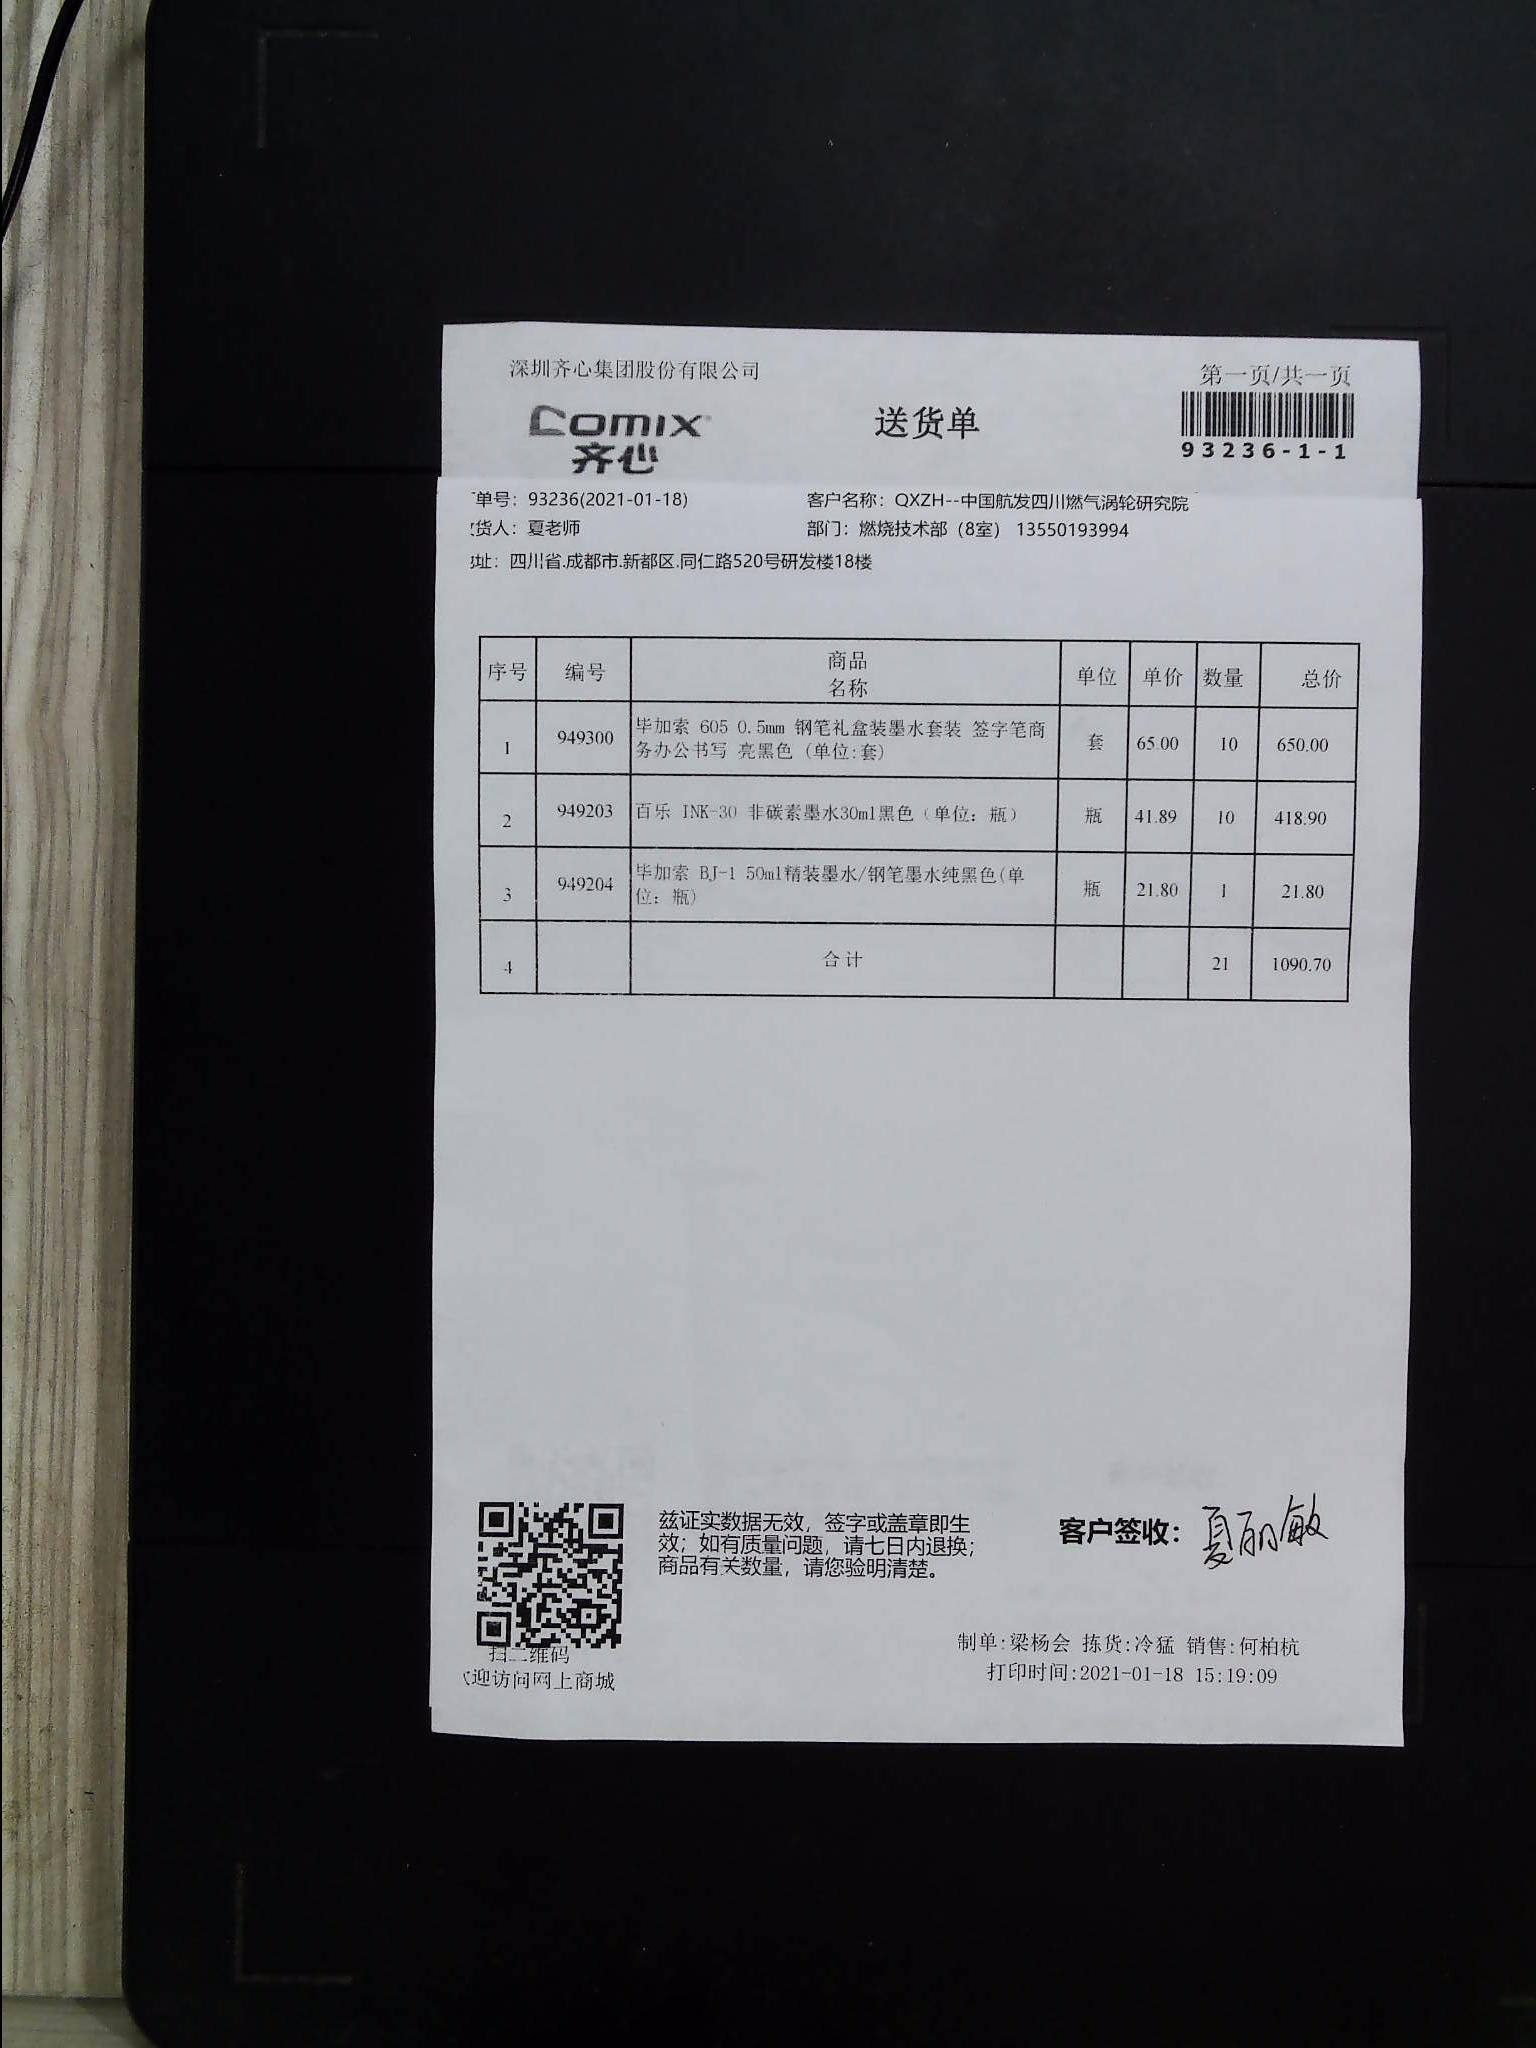 深圳齐心集团股份有限公司
第一页/共一页
comix
齐心
送货单
93236-1-1
单号：93236(2021-01-18)
客户名称：QXZH--中国航发四川燃气涡轮研究院
货人：夏老师
部门：燃烧技术部（8室） 13550193994
址：四川省.成都市.新都区.同仁路520号研发楼18楼
序号 编号 商品 单位 单价 数量 总价
名称
1 949300 毕加索 605 0.5mm 钢笔礼盒装墨水套装 签字笔商 套 65.00 10 650.00
务办公书写 亮黑色 (单位:套)
2 949203 百乐 INK-30 非碳素墨水30ml黑色（单位：瓶） 瓶 41.89 10 418.90
3 949204 毕加索 BJ-1 50ml精装墨水/钢笔墨水纯黑色(单 瓶 21.80 1 21.80
位：瓶)
4 合计 21 1090.70
兹证实数据无效，签字或盖章即生
效；如有质量问题，请七日内退换；
商品有关数量，请您验明清楚。
客户签收：夏丽敏
扫二维码
迎访问网上商城
制单:梁杨会 拣货:冷猛 销售:何柏杭
打印时间:2021-01-18 15:19:09